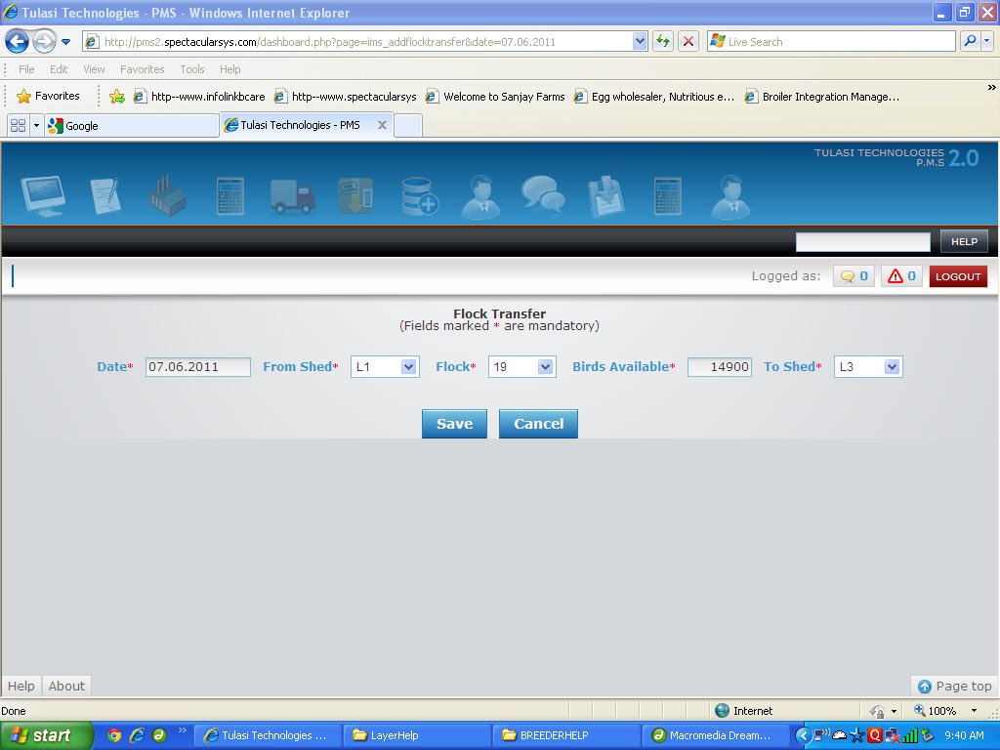 Tulasi Technologies - PMS - Windows Internet Explorer
http://pms2.spectacularsys.com/dashboard.php?page=ims_addflocktransfer&date=07.06.2011
Live Search
File Edit View Favorites Tools Help
Favorites http--www.infolinkbcare http--www.spectacularsys Welcome to Sanjay Farms Egg wholesaler, Nutritious e... Broiler Integration Manage... »
Google Tulasi Technologies - PMS X
TULASI TECHNOLOGIES 2.0
P.M.S
HELP
Logged as: 0 0 LOGOUT
Flock Transfer
(Fields marked * are mandatory)
Date* 07.06.2011 From Shed* L1 Flock* 19 Birds Available* 14900 To Shed* L3
Save Cancel
Help About Page top
Done Internet 100%
start » Tulasi Technologies ... LayerHelp BREEDERHELP Macromedia Dream... 9:40 AM